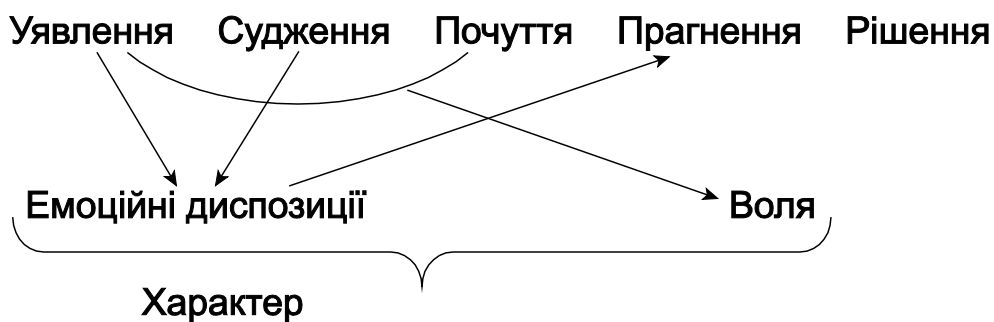 Уявлення Судження Почуття Прагнення Рішення
Емоційні диспозиції Воля
Характер